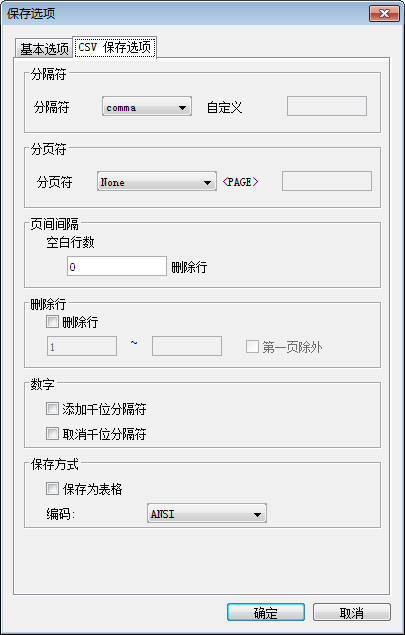 保存选项
基本选项 CSV 保存选项
分隔符
分隔符 comma 自定义
分页符
分页符 None <PAGE>
页间间隔
空白行数
0 删除行
删除行
删除行
1 ~ 第一页除外
数字
添加千位分隔符
取消千位分隔符
保存方式
保存为表格
编码: ANSI
确定 取消